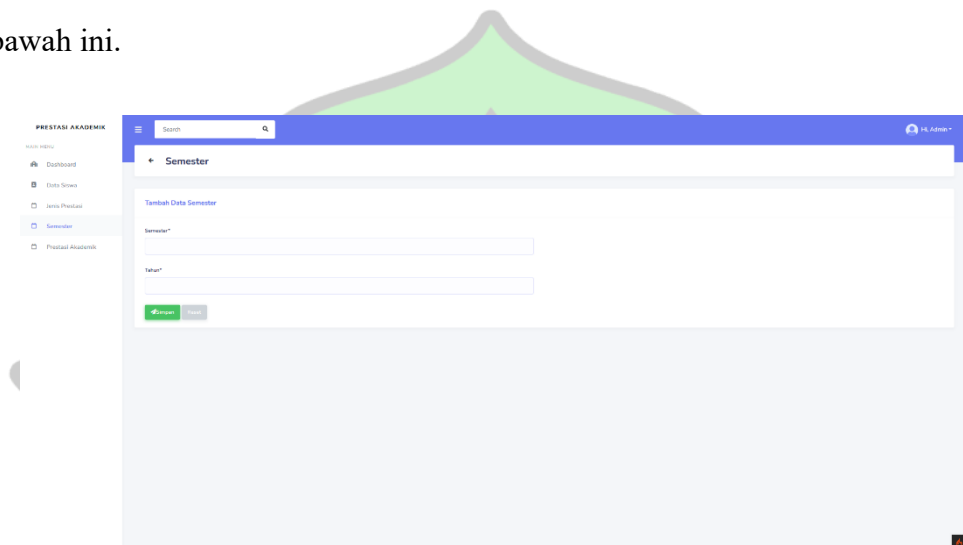 bawah ini.
PRESTASI AKADEMIK
Search
Hi, Admin
MAIN MENU
Semester
Dashboard
Data Siswa
Tambah Data Semester
Jenis Prestasi
Semester
Semester*
Prestasi Akademik
Tahun*
Simpan Reset